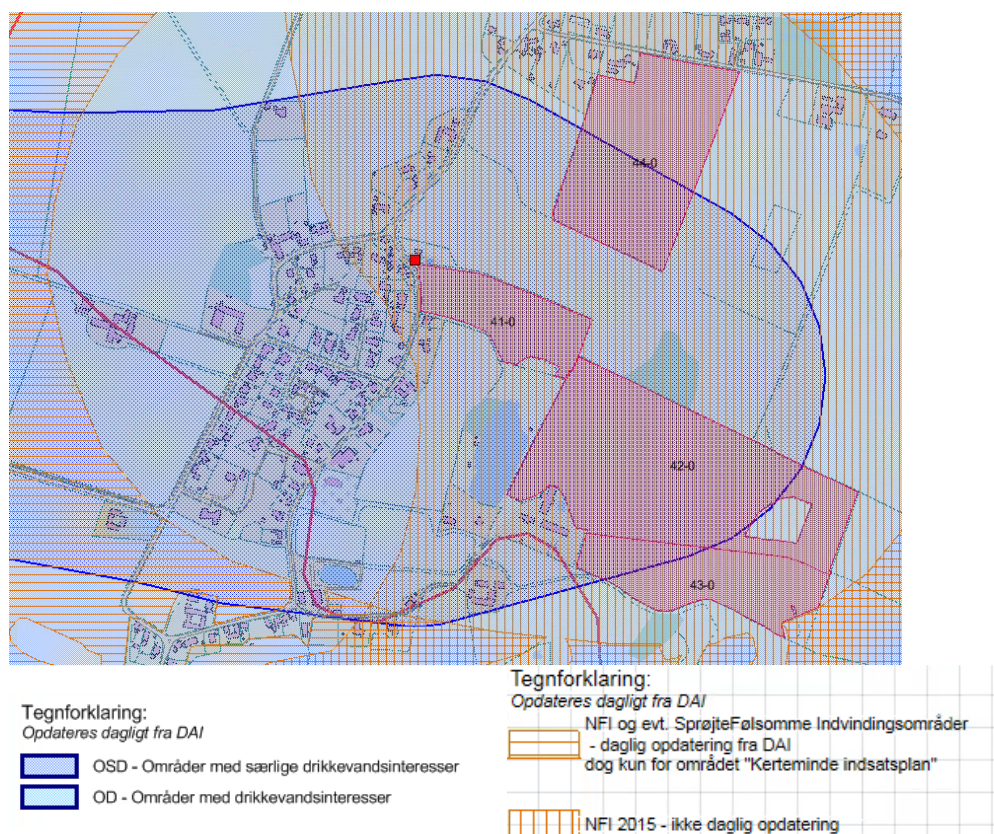 44-0
41-0
42-0
43-0
Tegnforklaring:
Opdateres dagligt fra DAI
OSD - Områder med særlige drikkevandsinteresser
OD - Områder med drikkevandsinteresser
Tegnforklaring:
Opdateres dagligt fra DAI
NFI og evt. SprøjteFølsomme Indvindingsområder
- daglig opdatering fra DAI
dog kun for området "Kerteminde indsatsplan"
NFI 2015 - ikke daglig opdatering